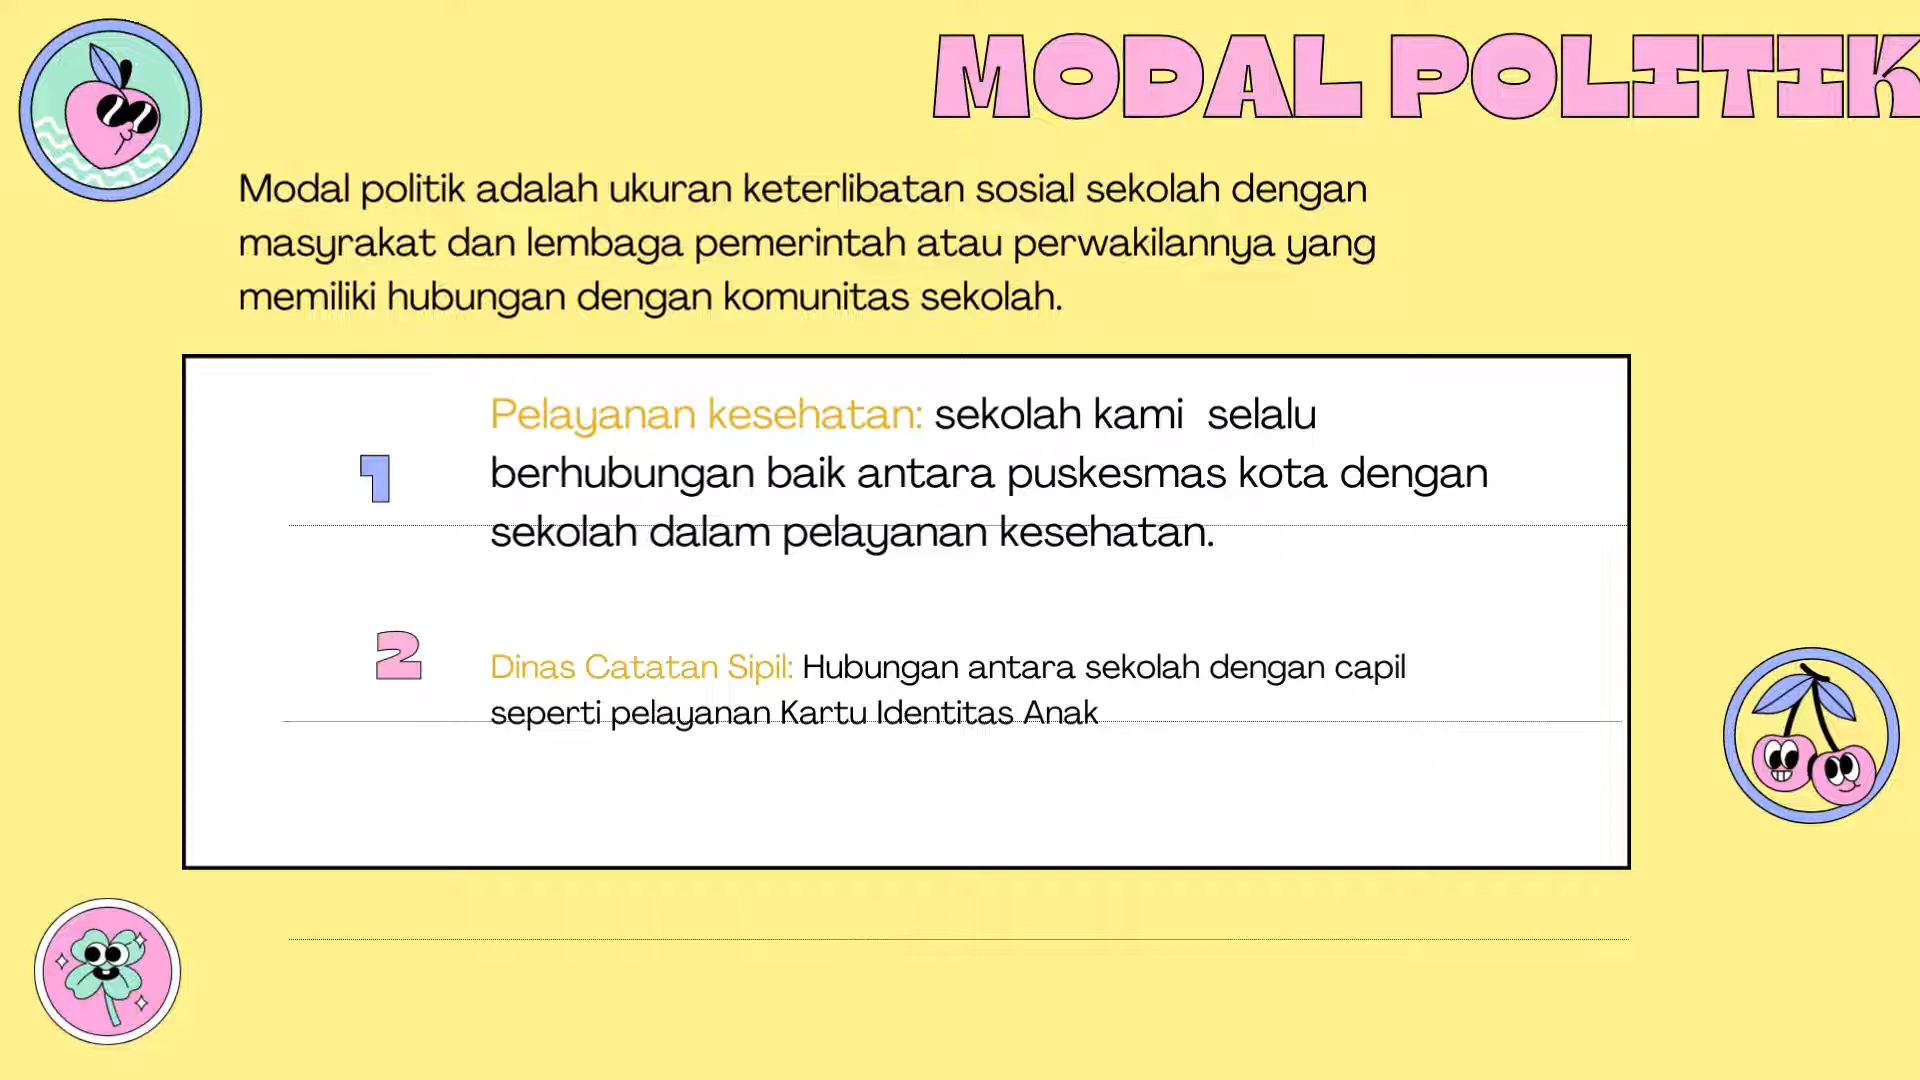 MODAL POLITIK
Modal politik adalah ukuran keterlibatan sosial sekolah dengan
masyrakat dan lembaga pemerintah atau perwakilannya yang
memiliki hubungan dengan komunitas sekolah.
1
Pelayanan kesehatan: sekolah kami selalu
berhubungan baik antara puskesmas kota dengan
sekolah dalam pelayanan kesehatan.
2
Dinas Catatan Sipil: Hubungan antara sekolah dengan capil
seperti pelayanan Kartu Identitas Anak